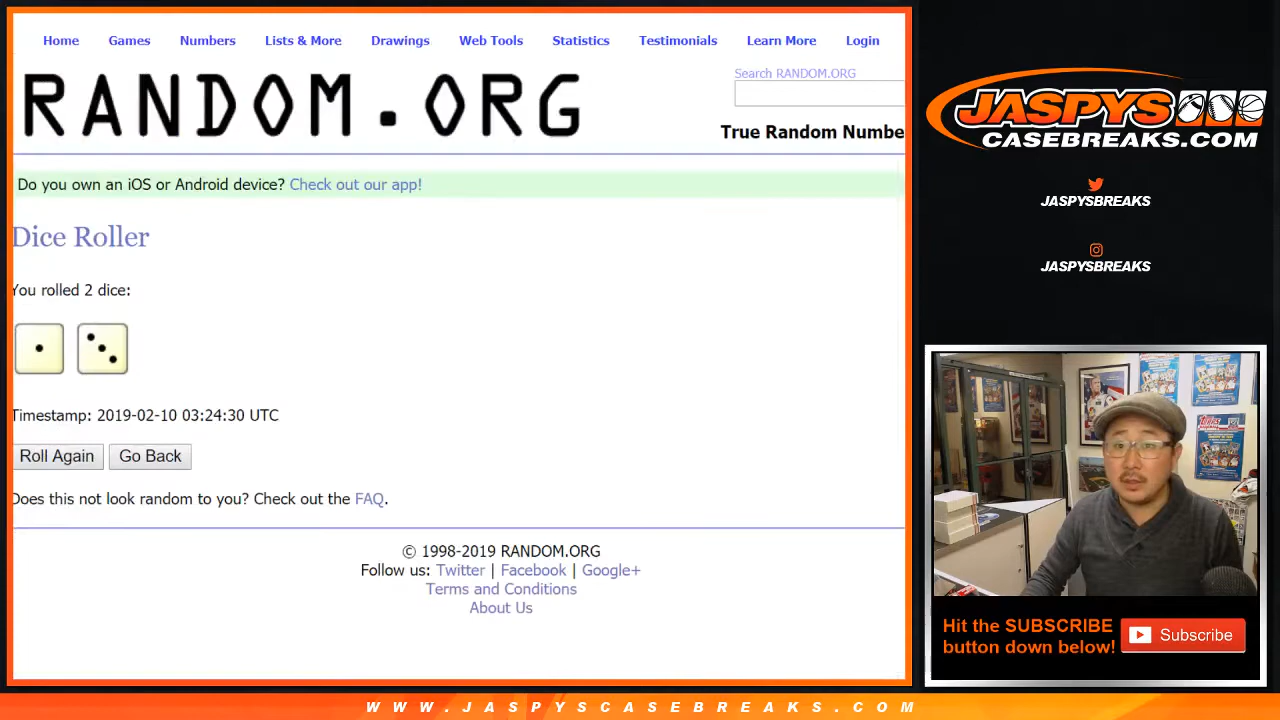 Home Games Numbers Lists & More Drawings Web Tools Statistics Testimonials Learn More Login
RANDOM.ORG
Search RANDOM.ORG
True Random Numbe
Do you own an iOS or Android device? Check out our app!
Dice Roller
You rolled 2 dice:
Timestamp: 2019-02-10 03:24:30 UTC
Roll Again Go Back
Does this not look random to you? Check out the FAQ.
© 1998-2019 RANDOM.ORG
Follow us: Twitter | Facebook | Google+
Terms and Conditions
About Us
JASPYS
CASEBREAKS.COM
JASPYSBREAKS
JASPYSBREAKS
Hit the SUBSCRIBE
button down below!
Subscribe
WWW.JASPYSCASEBREAKS.COM